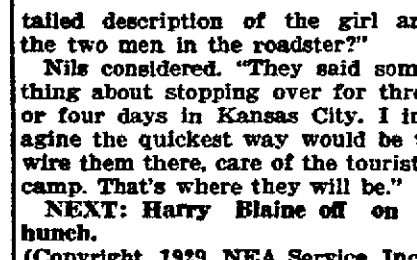 tailed description of the girl an
the two men in the roadster?"
Nils considered. "They said som
thing about stopping over for thre
or four days in Kansas City. I im
agine the quickest way would be
wire them there, care of the tourist
camp. That's where they will be."
NEXT: Harry Blaine off on
hunch.
(Copyright, 1929, NEA Service, Inc